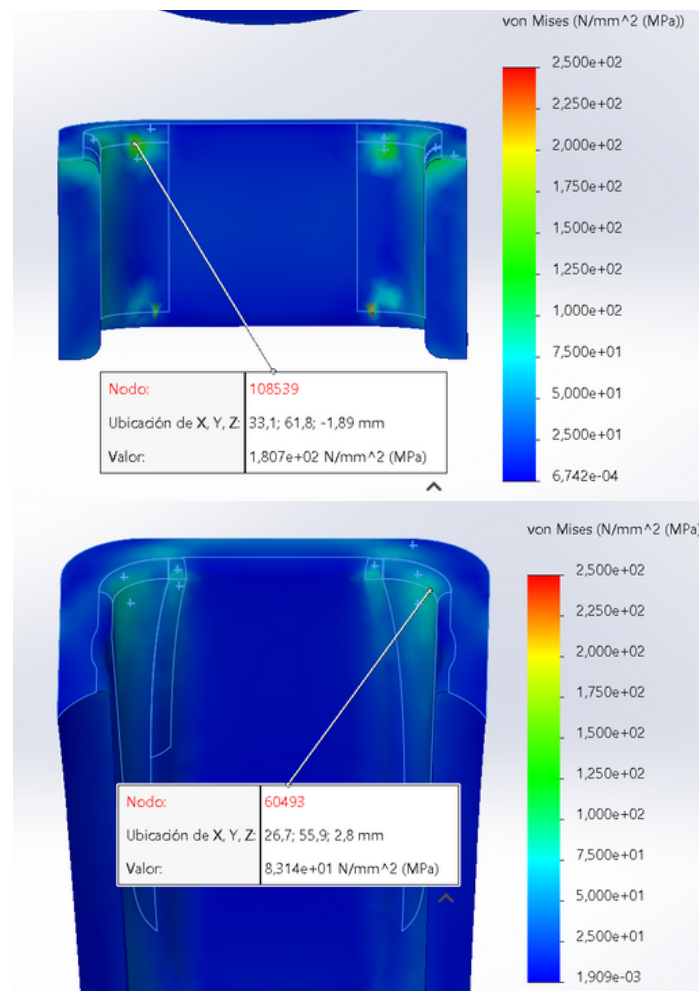 von Mises (N/mm^2 (MPa))
2,500e+02
2,250e+02
2,000e+02
1,750e+02
1,500e+02
1,250e+02
1,000e+02
7,500e+01
5,000e+01
2,500e+01
6,742e-04
Nodo: 108539
Ubicación de X, Y, Z: 33,1; 61,8; -1,89 mm
Valor: 1,807e+02 N/mm^2 (MPa)
von Mises (N/mm^2 (MPa)
2,500e+02
2,250e+02
2,000e+02
1,750e+02
1,500e+02
1,250e+02
1,000e+02
7,500e+01
5,000e+01
2,500e+01
1,909e-03
Nodo: 60493
Ubicación de X, Y, Z: 26,7; 55,9; 2,8 mm
Valor: 8,314e+01 N/mm^2 (MPa)